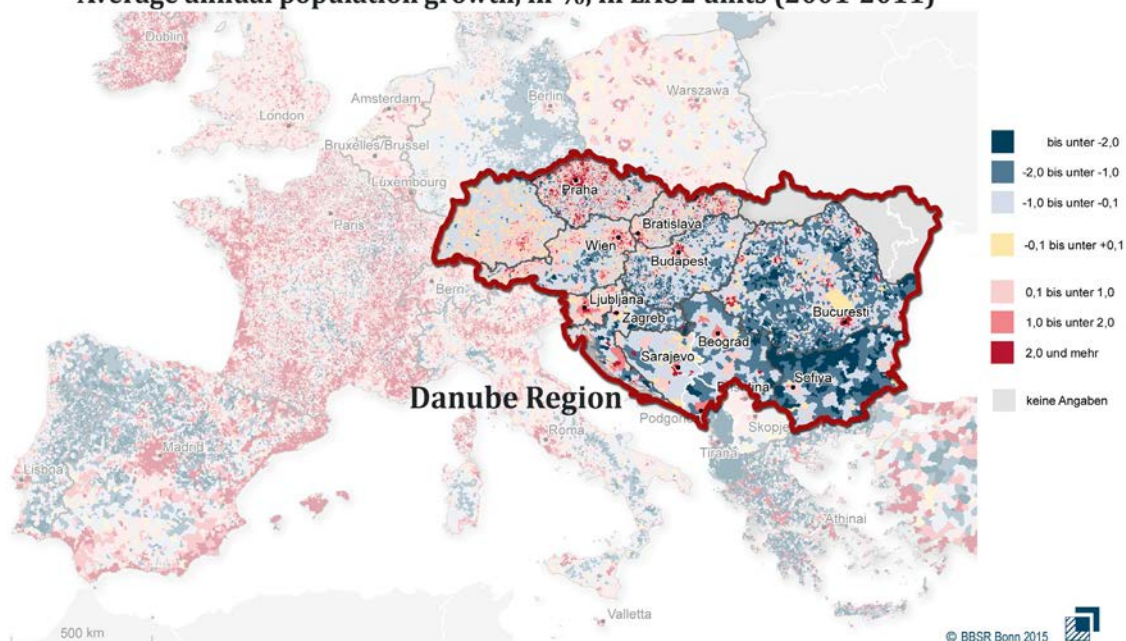 Average annual population growth, in %, in LAU2 units (2001-2011)
Dublin
London
Amsterdam
Berlin
Warszawa
Bruxelles/Brussel
Luxembourg
Paris
Praha
Bratislava
Wien
Budapest
Bern
Ljubljana
Zagreb
Bucuresti
Beograd
Sarajevo
Sofiya
Danube Region
Skopje
Roma
Tirana
Madrid
Lisboa
Athinai
Valletta
500 km
bis unter -2,0
-2,0 bis unter -1,0
-1,0 bis unter -0,1
-0,1 bis unter +0,1
0,1 bis unter 1,0
1,0 bis unter 2,0
2,0 und mehr
keine Angaben
© BBSR Bonn 2015